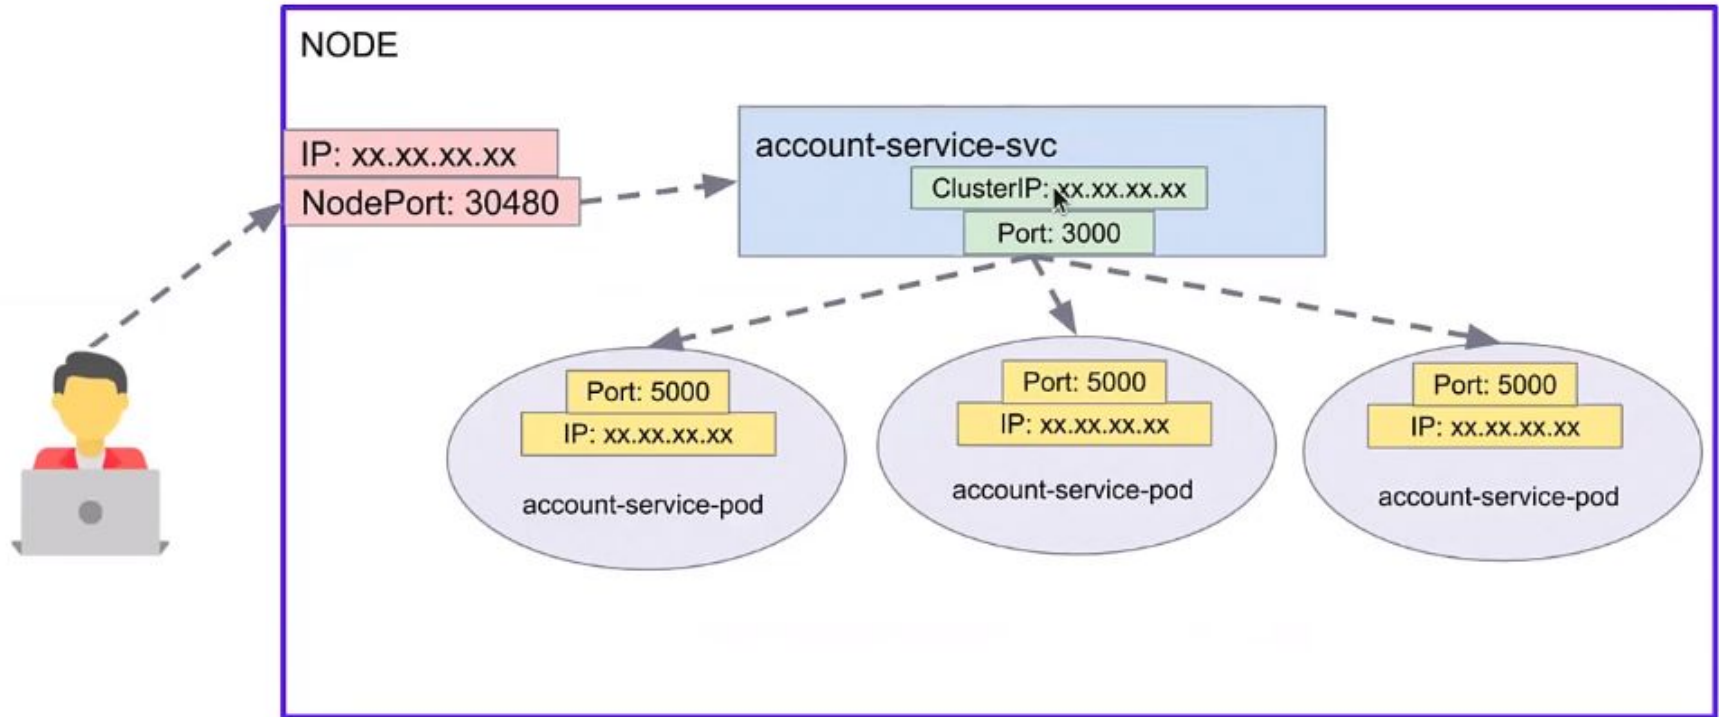 NODE
IP: xx.xx.xx.xx
NodePort: 30480
account-service-svc
ClusterIP: xx.xx.xx.xx
Port: 3000
Port: 5000
IP: xx.xx.xx.xx
account-service-pod
Port: 5000
IP: xx.xx.xx.xx
account-service-pod
Port: 5000
IP: xx.xx.xx.xx
account-service-pod